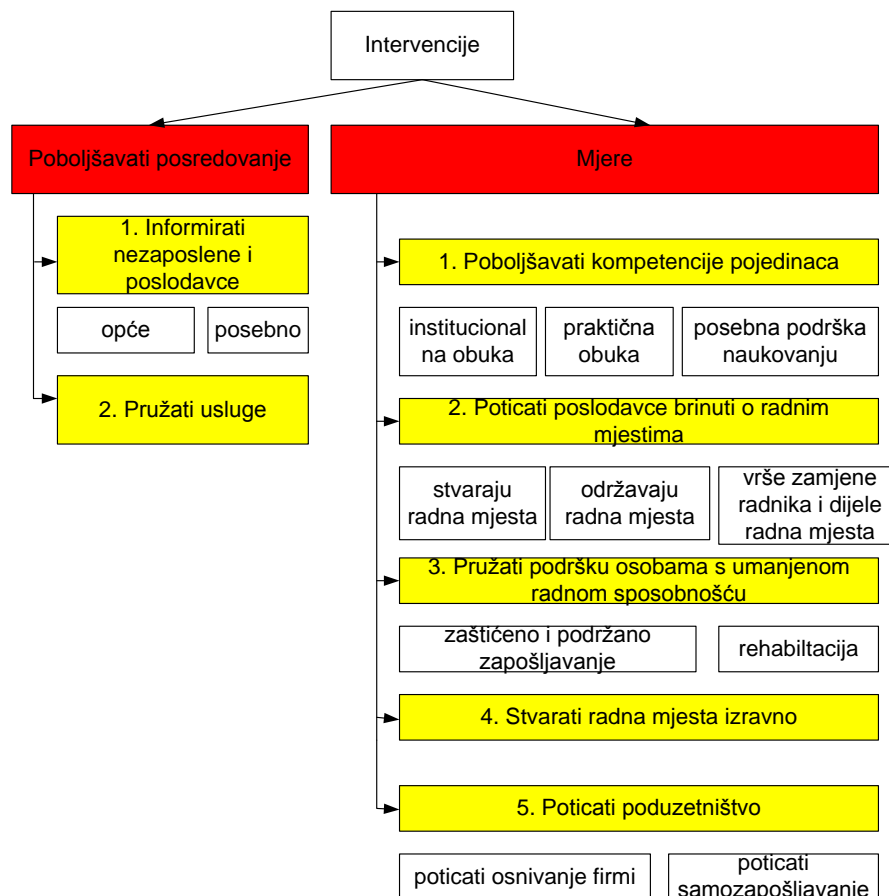 Intervencije
Poboljšavati posredovanje
1. Informirati
nezaposlene i
poslodavce
opće
posebno
2. Pružati usluge
Mjere
1. Poboljšavati kompetencije pojedinaca
institucional
na obuka
praktična
obuka
posebna podrška
naukovanju
2. Poticati poslodavce brinuti o radnim
mjestima
stvaraju
radna mjesta
održavaju
radna mjesta
vrše zamjene
radnika i dijele
radna mjesta
3. Pružati podršku osobama s umanjenom
radnom sposobnošću
zaštićeno i podržano
zapošljavanje
rehabiltacija
4. Stvarati radna mjesta izravno
5. Poticati poduzetništvo
poticati osnivanje firmi
poticati
samozapošljavanje